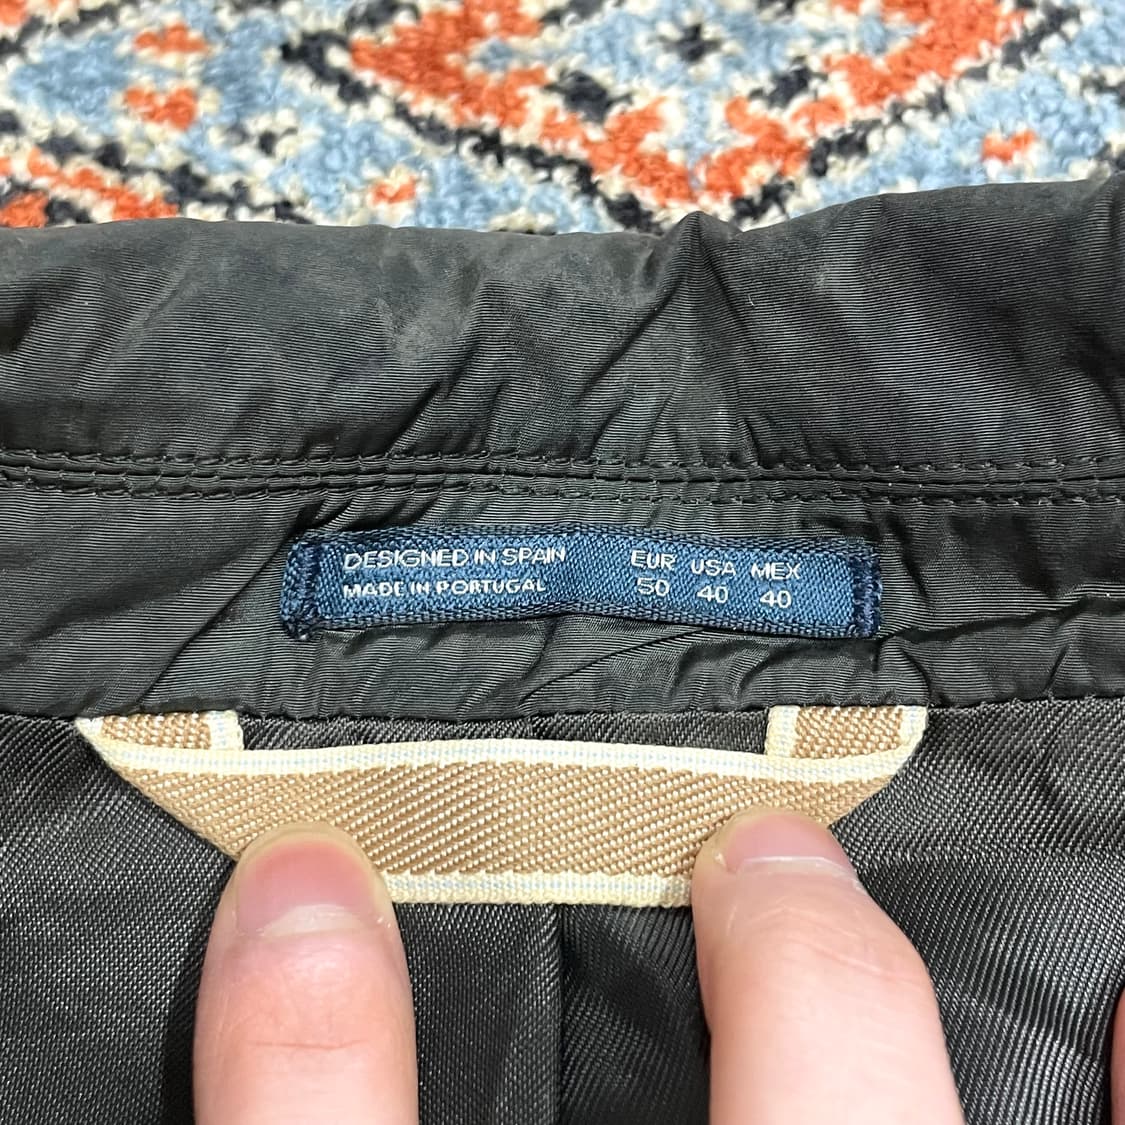 DESIGNED IN SPAIN EUR USA MEX
MADE IN PORTUGAL 50 40 40